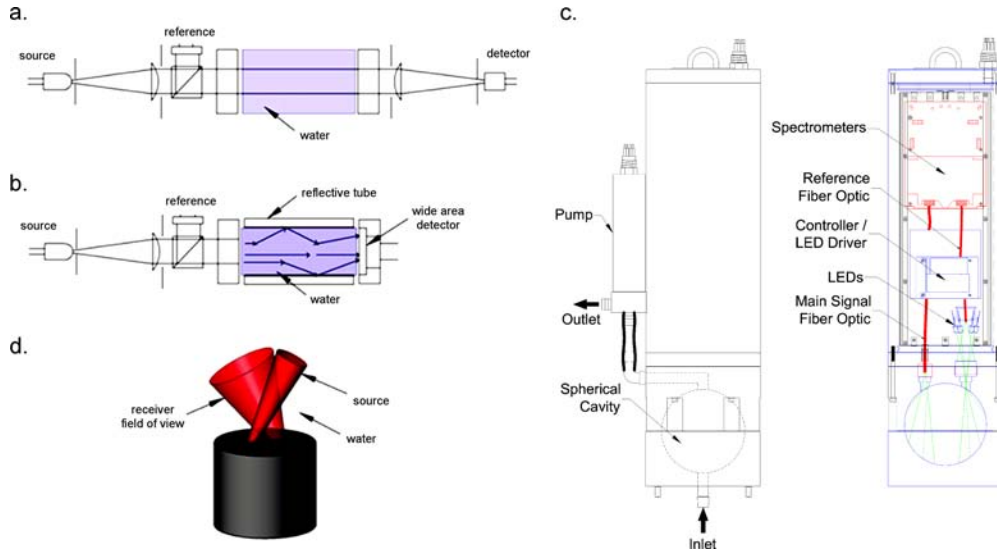 a.
reference
source
detector
water
b.
reflective tube
reference
wide area
detector
source
water
d.
source
receiver
field of view
water
c.
Pump
Outlet
Spherical
Cavity
Inlet
Spectrometers
Reference
Fiber Optic
Controller /
LED Driver
LEDs
Main Signal
Fiber Optic